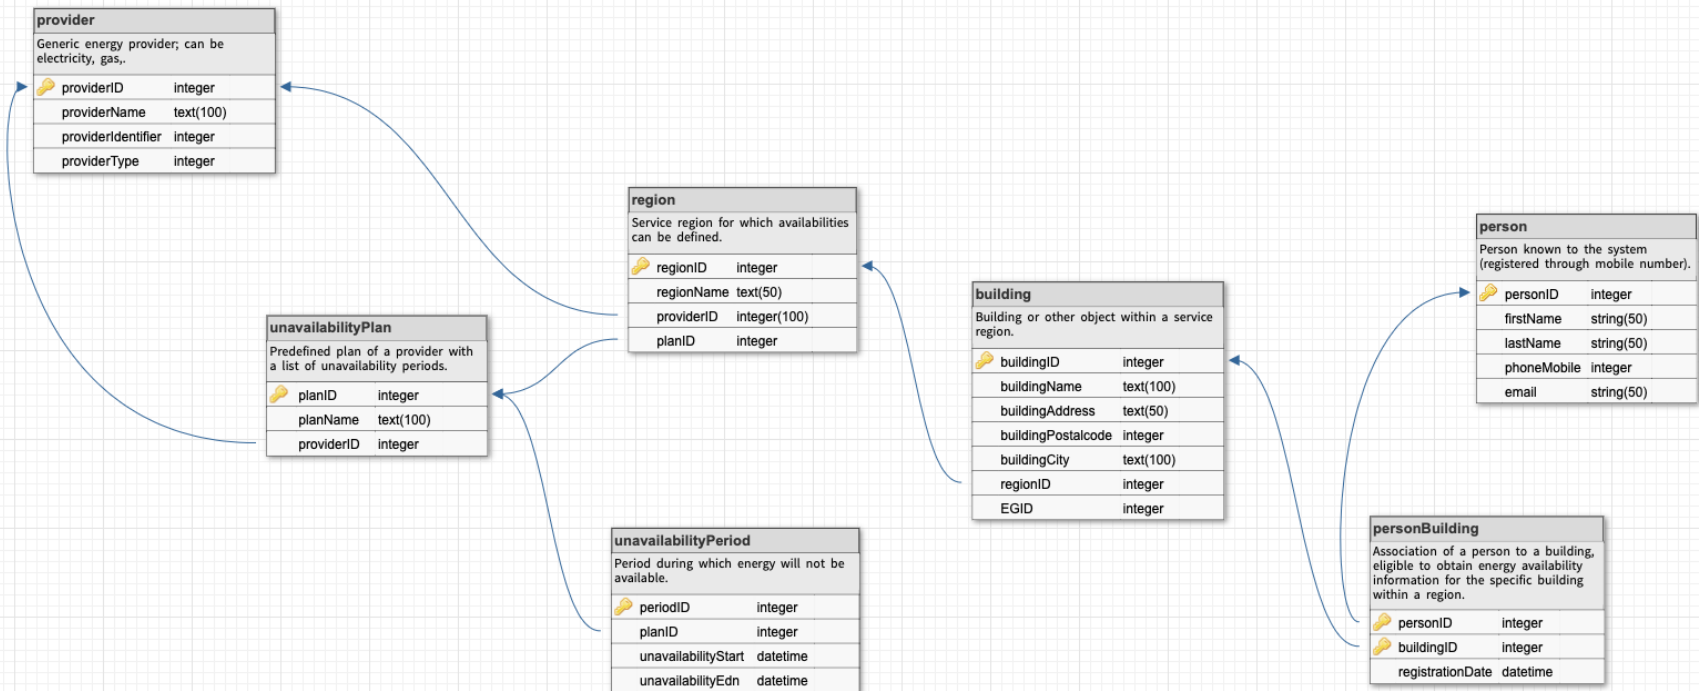 provider
Generic energy provider; can be
electricity, gas,.
providerID integer
providerName text(100)
providerIdentifier integer
providerType integer
region
Service region for which availabilities
can be defined.
regionID integer
regionName text(50)
providerID integer(100)
planID integer
unavailabilityPlan
Predefined plan of a provider with
a list of unavailability periods.
planID integer
planName text(100)
providerID integer
unavailabilityPeriod
Period during which energy will not be
available.
periodID integer
planID integer
unavailabilityStart datetime
unavailabilityEdn datetime
building
Building or other object within a service
region.
buildingID integer
buildingName text(100)
buildingAddress text(50)
buildingPostalcode integer
buildingCity text(100)
regionID integer
EGID integer
person
Person known to the system
(registered through mobile number).
personID integer
firstName string(50)
lastName string(50)
phoneMobile integer
email string(50)
personBuilding
Association of a person to a building,
eligible to obtain energy availability
information for the specific building
within a region.
personID integer
buildingID integer
registrationDate datetime